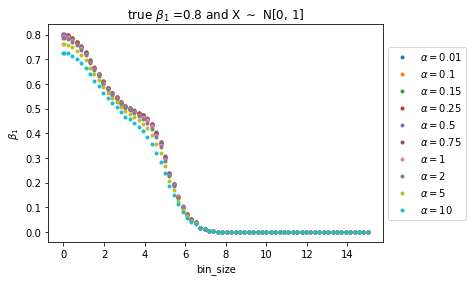 true β₁ =0.8 and X ∼ N[0, 1]
β₁
0.8
0.7
0.6
0.5
0.4
0.3
0.2
0.1
0.0
0 2 4 6 8 10 12 14
bin_size
α = 0.01
α = 0.1
α = 0.15
α = 0.25
α = 0.5
α = 0.75
α = 1
α = 2
α = 5
α = 10